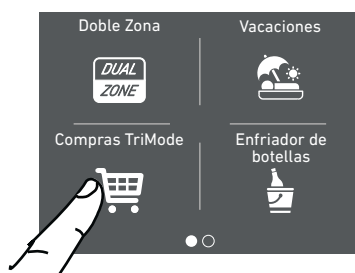 Doble Zona
Vacaciones
DUAL
ZONE
Compras TriMode
Enfriador de
botellas